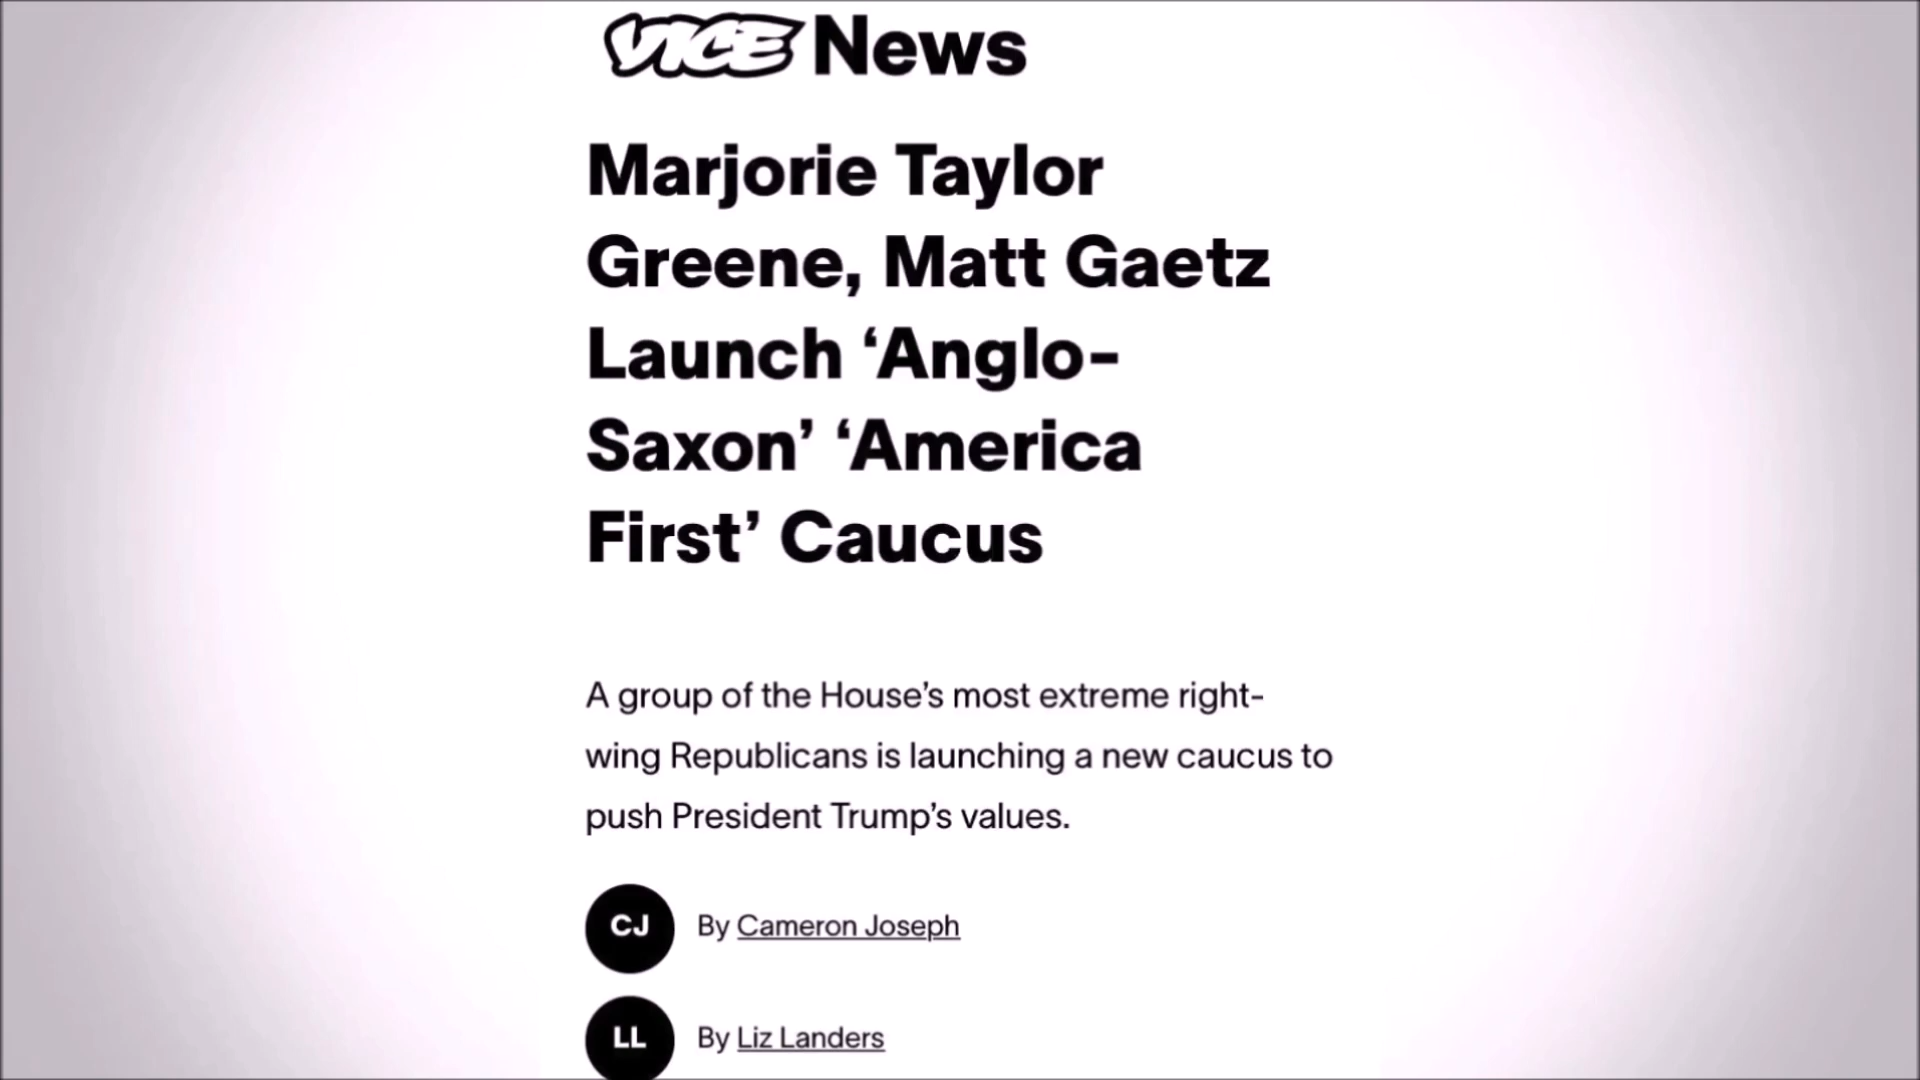 VICE News
Marjorie Taylor
Greene, Matt Gaetz
Launch ‘Anglo-
Saxon’ ‘America
First’ Caucus
A group of the House’s most extreme right-
wing Republicans is launching a new caucus to
push President Trump’s values.
CJ By Cameron Joseph
LL By Liz Landers